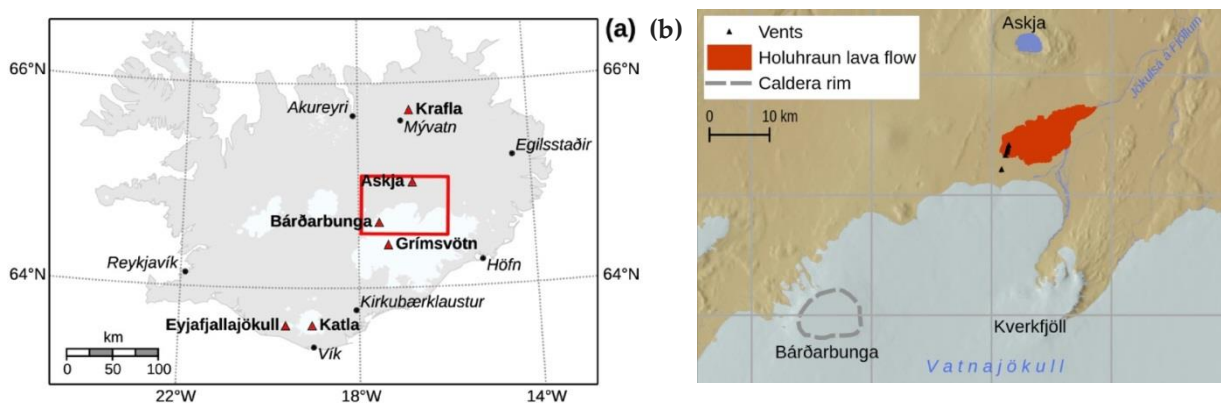 (a)
66°N
66°N
Akureyri
Krafla
Mývatn
Egilsstaðir
Askja
Bárðarbunga
Grímsvötn
Reykjavík
Höfn
64°N
64°N
Kirkubærklaustur
Eyjafjallajökull
Katla
Vík
km
0 50 100
22°W
18°W
14°W
(b)
Vents
Holuhraun lava flow
Caldera rim
0 10 km
Askja
Jökulsá á Fjöllum
Kverkfjöll
Bárðarbunga
Vatnajökull